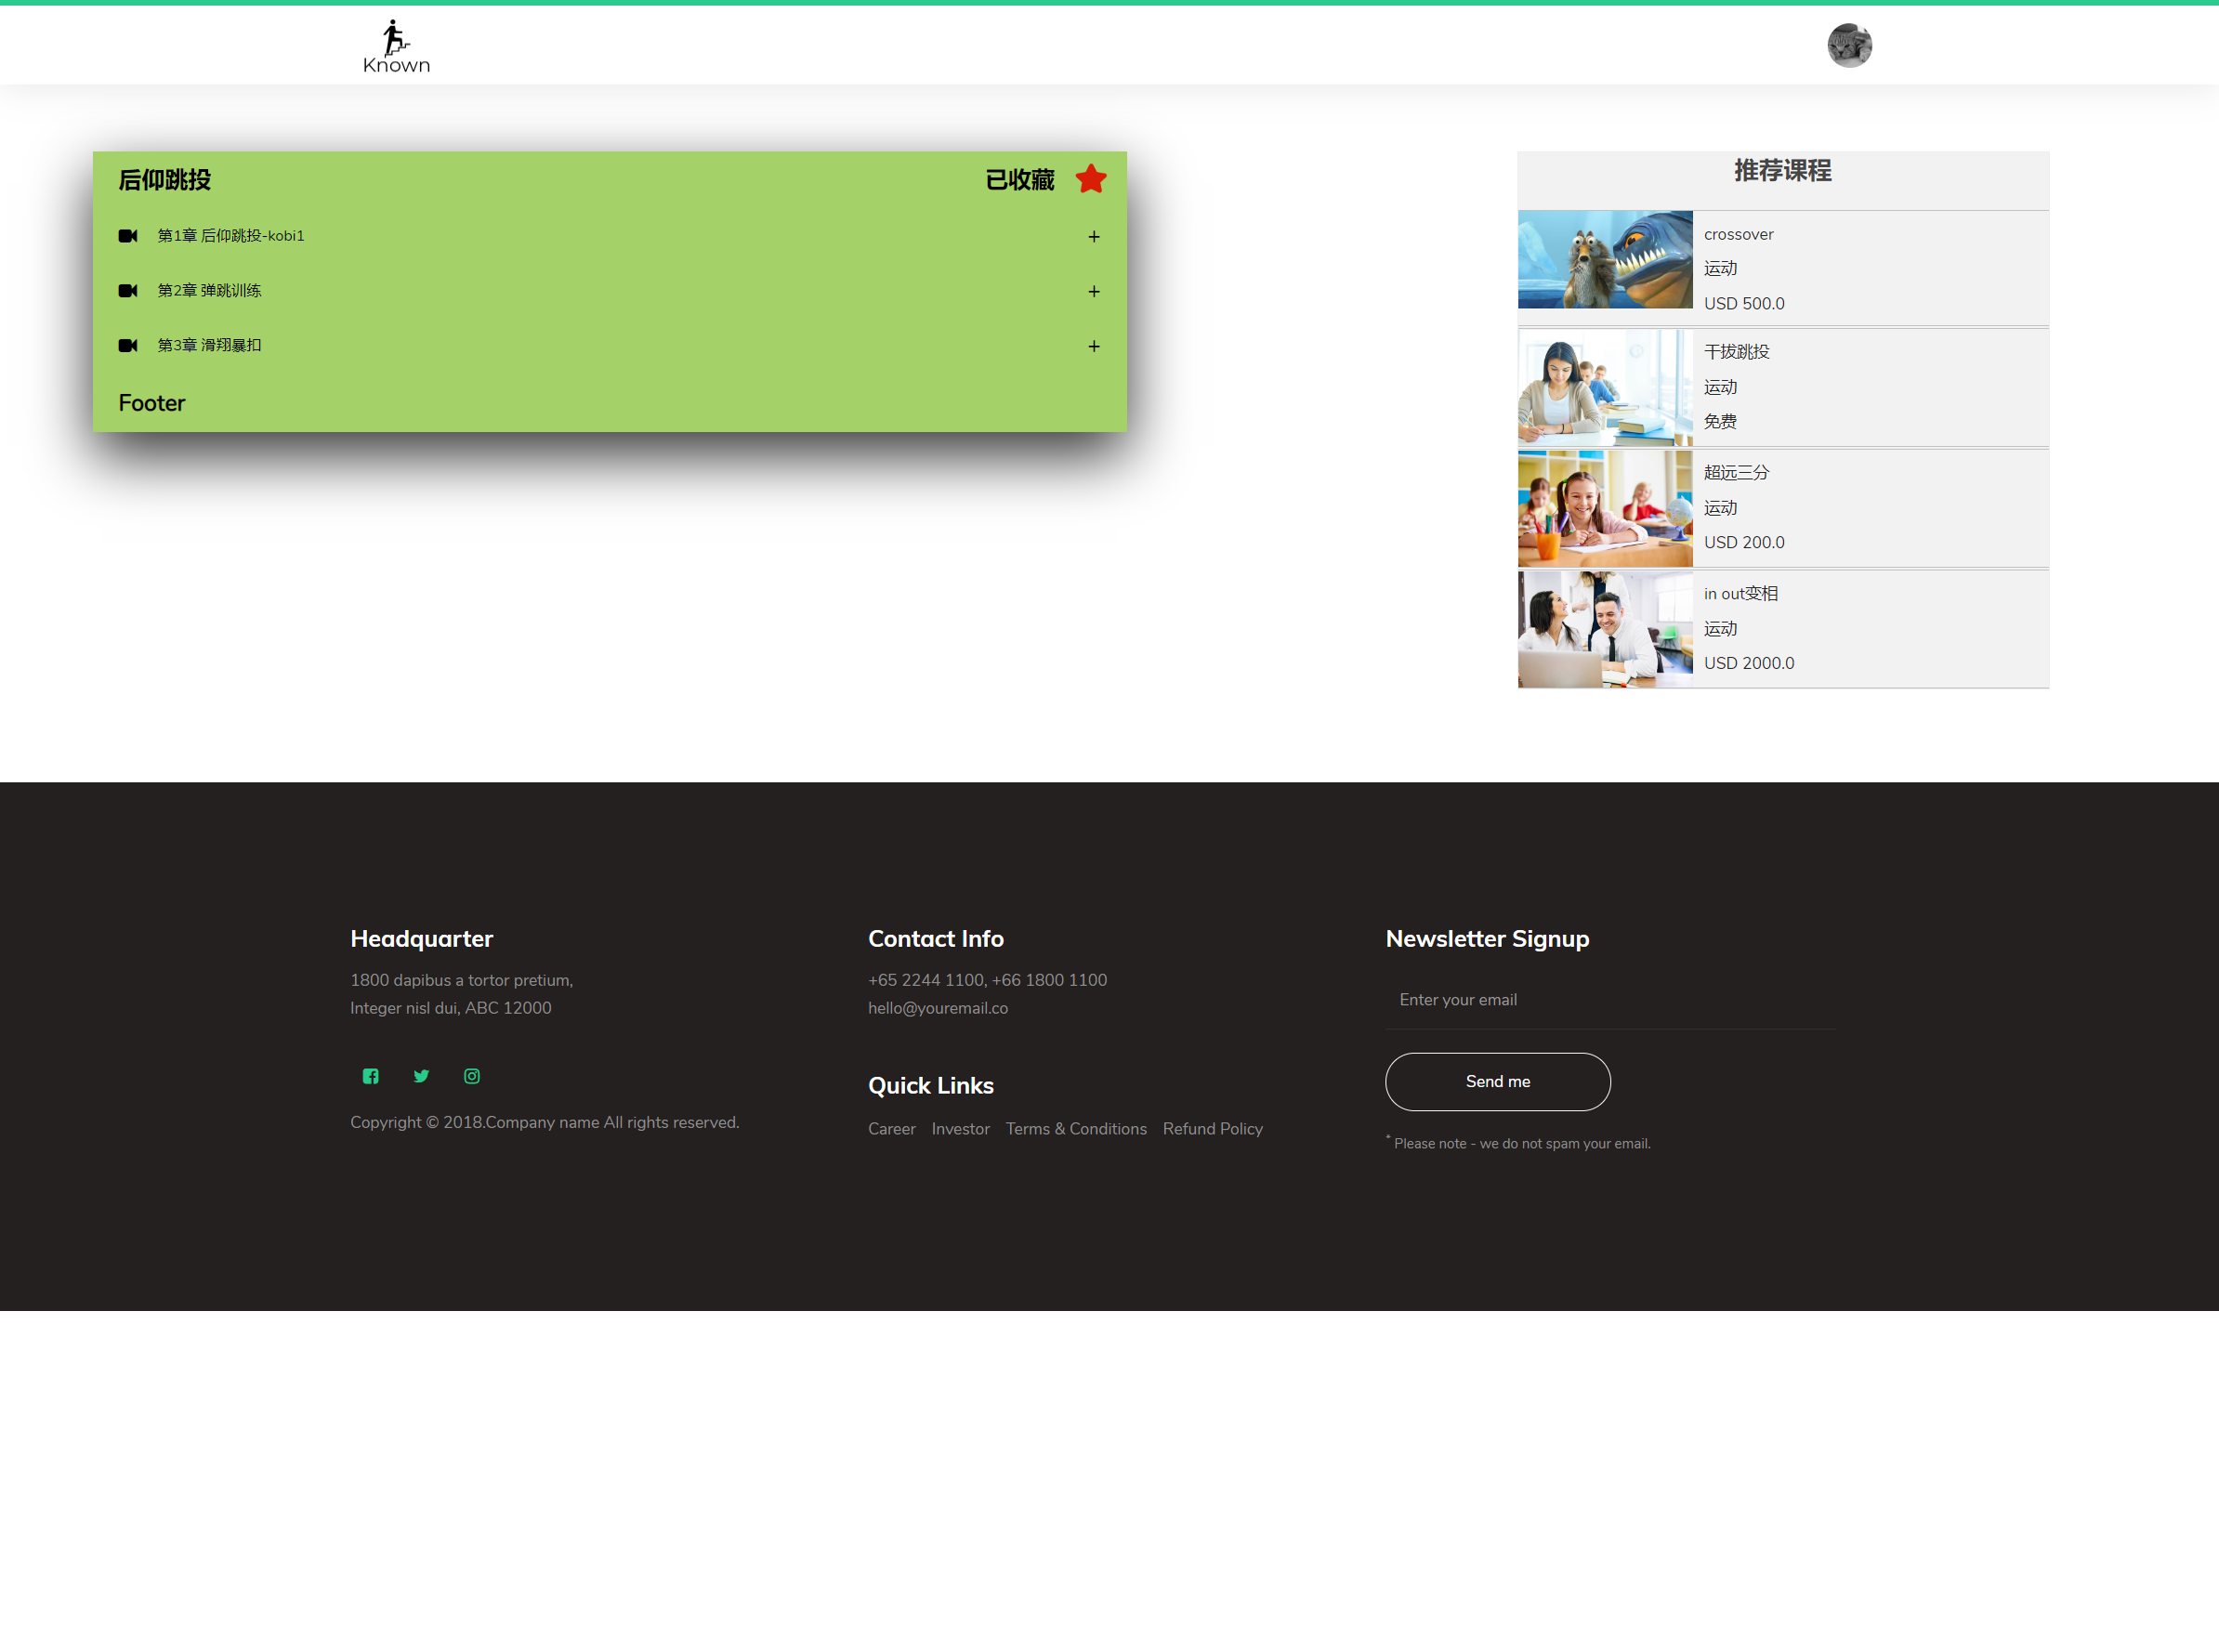 Known
后仰跳投
已收藏
第1章 后仰跳投-kobi1
第2章 弹跳训练
第3章 滑翔暴扣
Footer
推荐课程
crossover
运动
USD 500.0
干拔跳投
运动
免费
超远三分
运动
USD 200.0
in out变相
运动
USD 2000.0
Headquarter
1800 dapibus a tortor pretium,
Integer nisl dui, ABC 12000
Copyright © 2018.Company name All rights reserved.
Contact Info
+65 2244 1100, +66 1800 1100
hello@youremail.co
Quick Links
Career Investor Terms & Conditions Refund Policy
Newsletter Signup
Enter your email
Send me
* Please note - we do not spam your email.